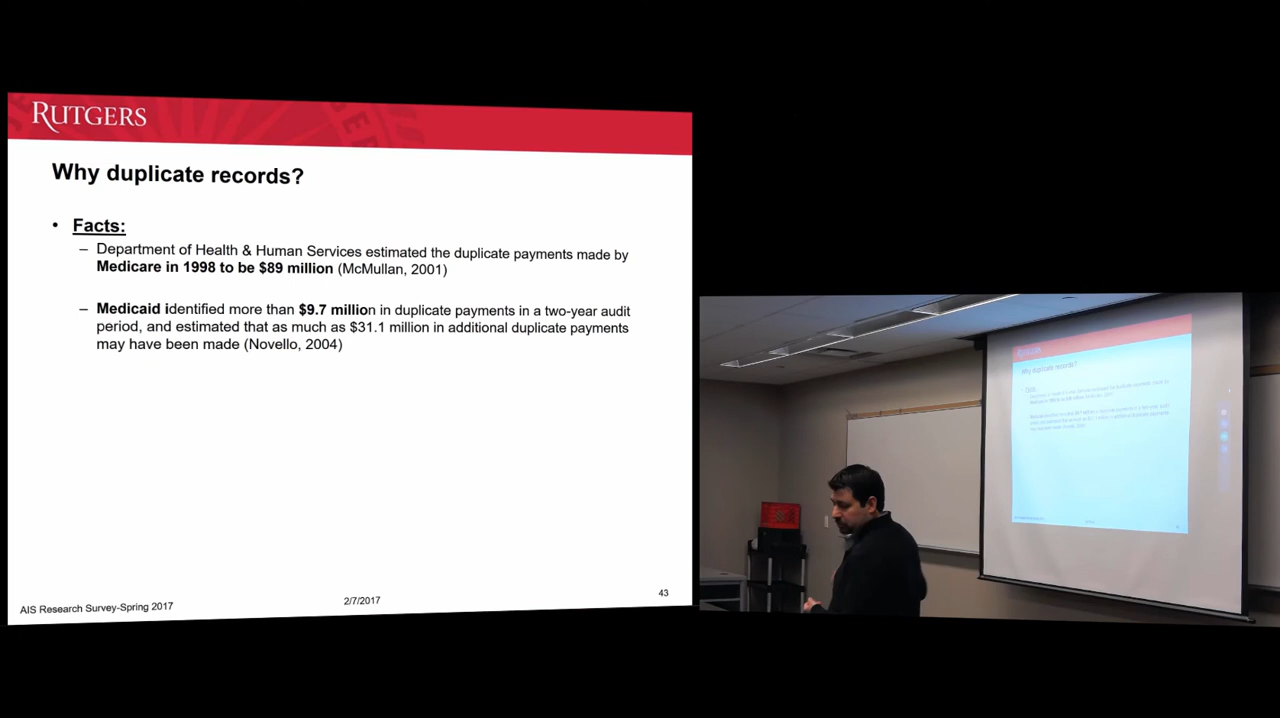 RUTGERS
Why duplicate records?
• Facts:
– Department of Health & Human Services estimated the duplicate payments made by
Medicare in 1998 to be $89 million (McMullan, 2001)
– Medicaid identified more than $9.7 million in duplicate payments in a two-year audit
period, and estimated that as much as $31.1 million in additional duplicate payments
may have been made (Novello, 2004)
AIS Research Survey-Spring 2017
2/7/2017
43
Why duplicate records?